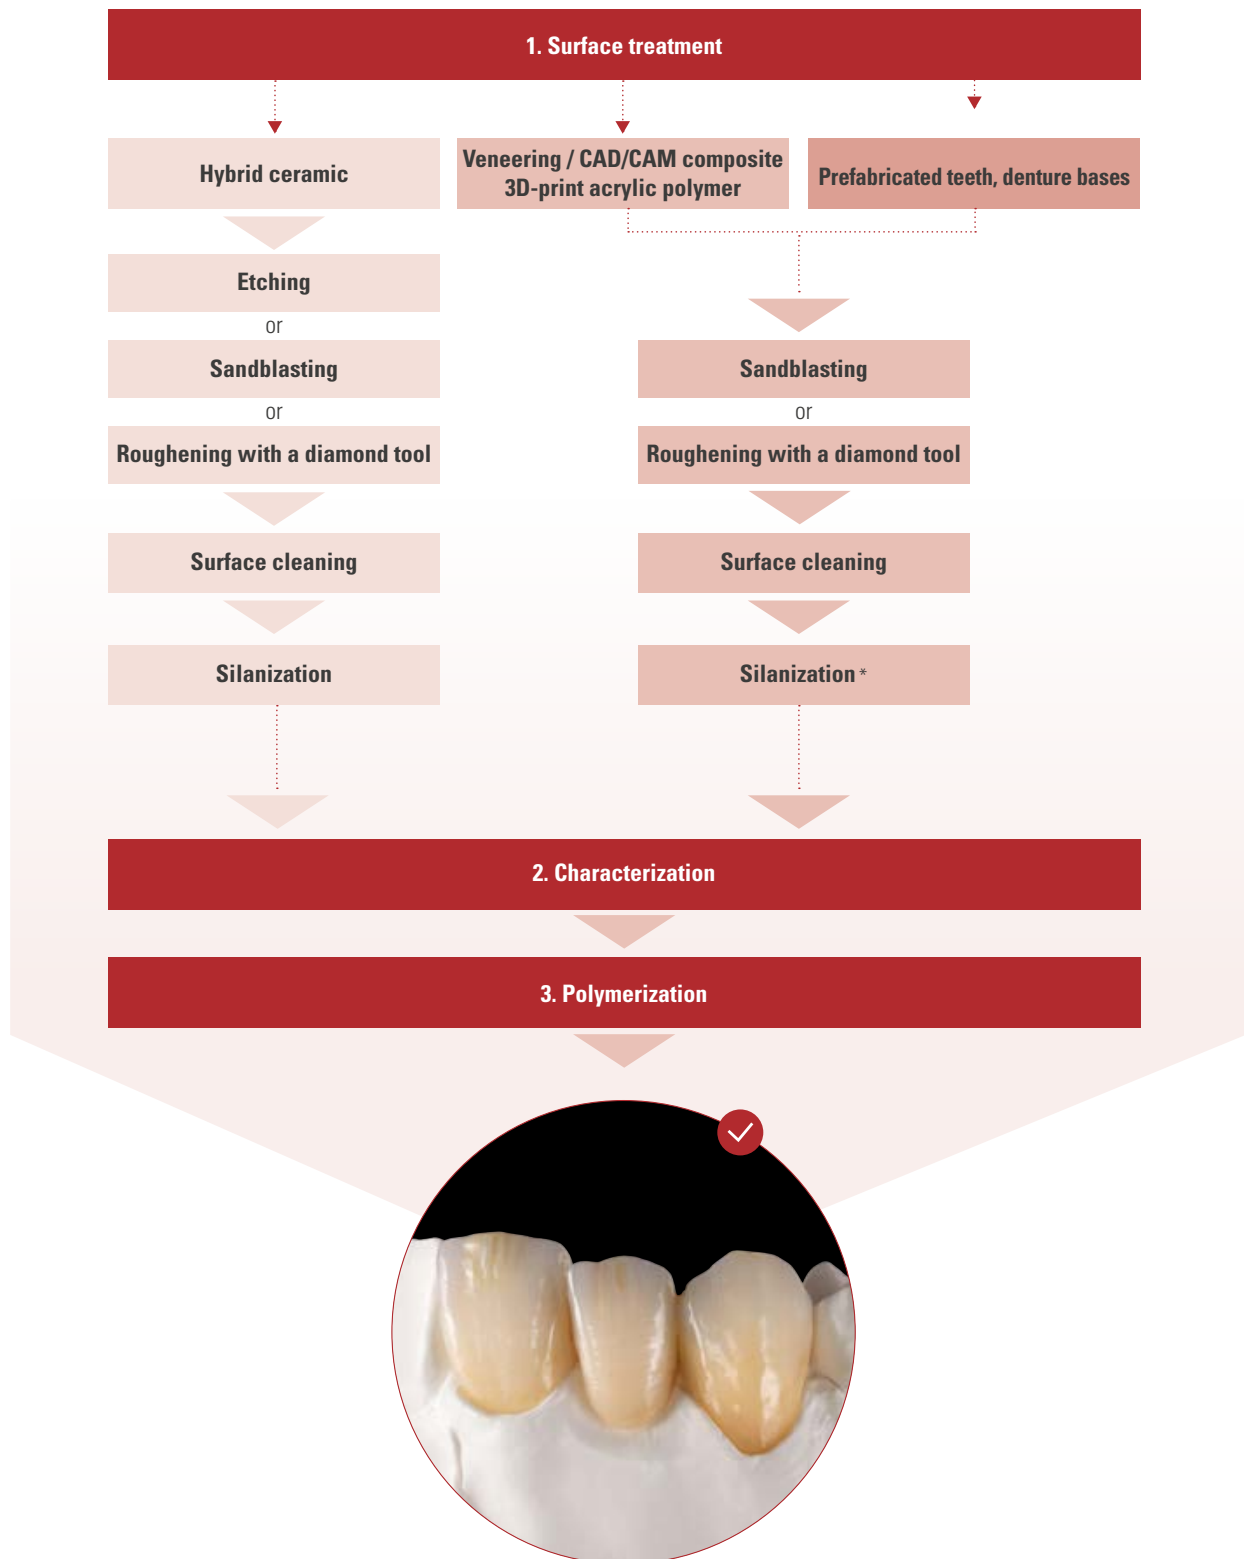 1. Surface treatment
Hybrid ceramic
Veneering / CAD/CAM composite
3D-print acrylic polymer
Prefabricated teeth, denture bases
Etching
or
Sandblasting
or
Roughening with a diamond tool
Surface cleaning
Silanization
Sandblasting
or
Roughening with a diamond tool
Surface cleaning
Silanization *
2. Characterization
3. Polymerization